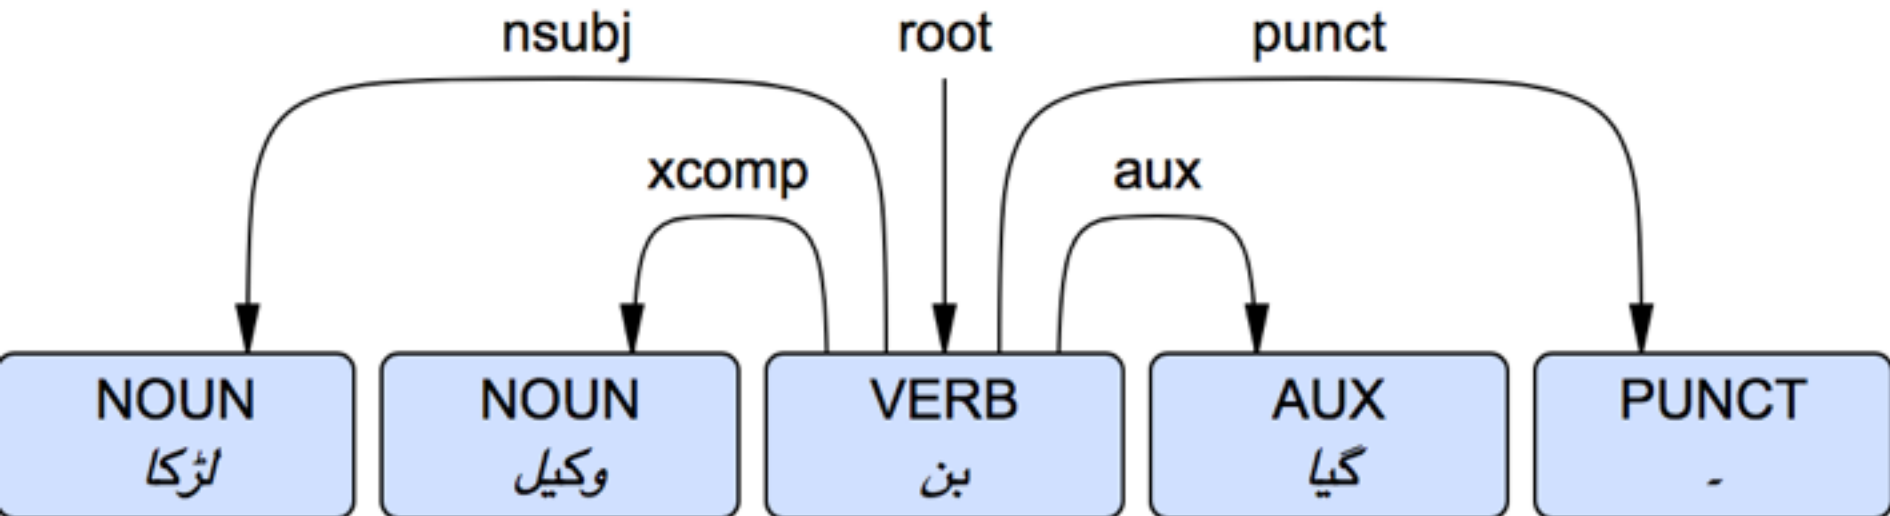 nsubj root punct
xcomp aux
NOUN NOUN VERB AUX PUNCT
لڑکا وکیل بن گیا ۔